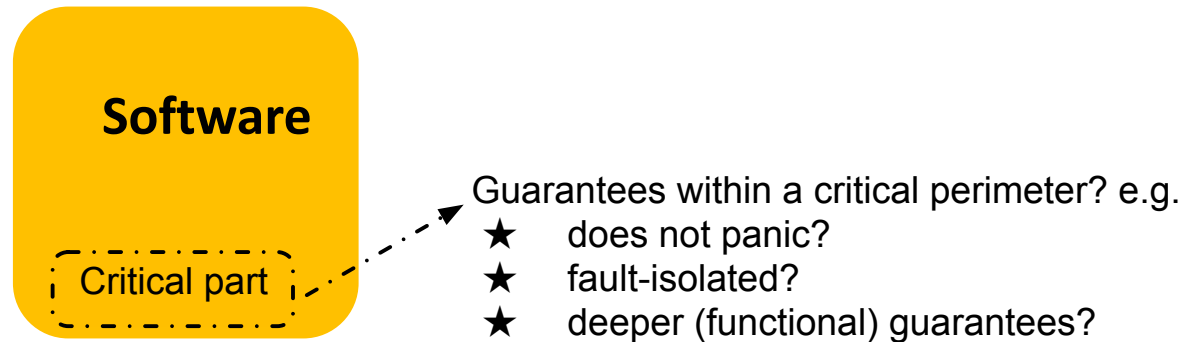 Software
Critical part
Guarantees within a critical perimeter? e.g.
★ does not panic?
★ fault-isolated?
★ deeper (functional) guarantees?